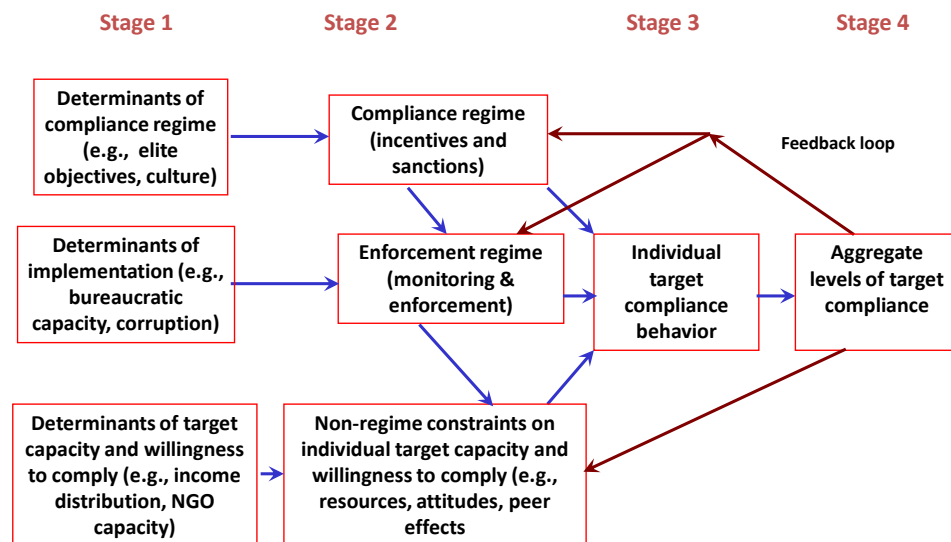 Stage 1
Stage 2
Stage 3
Stage 4
Determinants of
compliance regime
(e.g.,  elite
objectives, culture)
Compliance regime
(incentives and
sanctions)
Feedback loop
Determinants of
implementation (e.g.,
bureaucratic
capacity, corruption)
Enforcement regime
(monitoring &
enforcement)
Individual
target
compliance
behavior
Aggregate
levels of target
compliance
Determinants of target
capacity and willingness
to comply (e.g., income
distribution, NGO
capacity)
Non-regime constraints on
individual target capacity and
willingness to comply (e.g.,
resources, attitudes, peer
effects